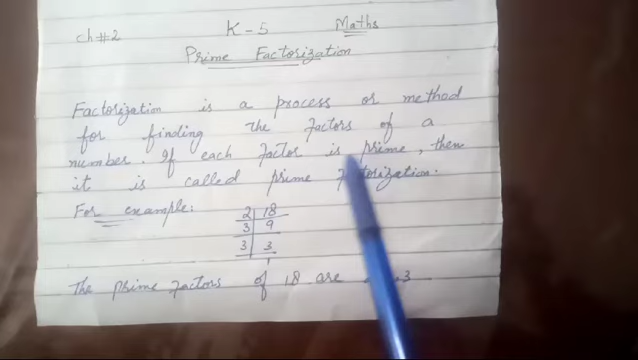 ch#2 K-5 Maths
Prime Factorization
Factorization is a process or method
for finding the factors of a
number. If each factor is prime, then
it is called prime factorization.
For example:
2 18
3 9
3 3
1
The prime factors of 18 are 3